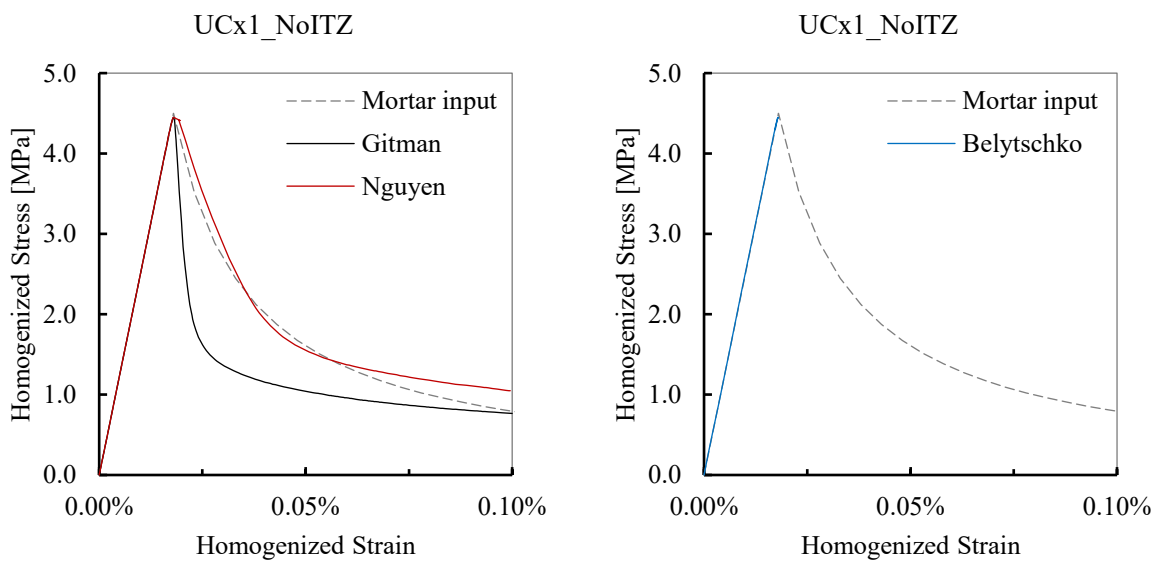 UCx1_NoITZ
Homogenized Stress [MPa]
5.0
4.0
3.0
2.0
1.0
0.0
Mortar input
Gitman
Nguyen
0.00%
0.05%
0.10%
Homogenized Strain
UCx1_NoITZ
Homogenized Stress [MPa]
5.0
4.0
3.0
2.0
1.0
0.0
Mortar input
Belytschko
0.00%
0.05%
0.10%
Homogenized Strain